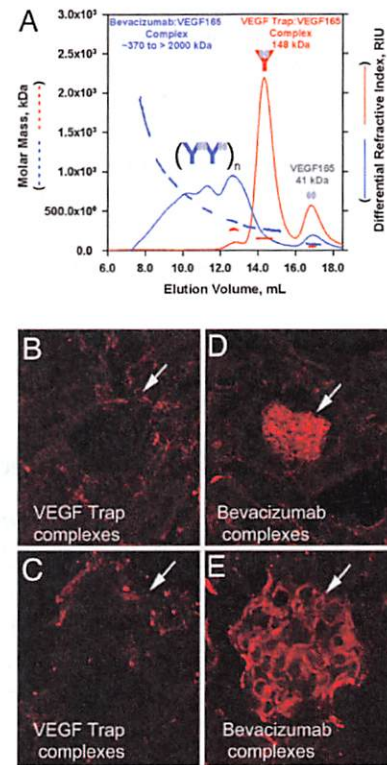 A
Bevacizumab:VEGF165
Complex
~370 to > 2000 kDa
VEGF Trap:VEGF165
Complex
148 kDa
3.0x10³
2.5x10³
2.0x10³
1.5x10³
1.0x10³
500.0x10⁰
0.0
Molar Mass, kDa
( )n
VEGF165
41 kDa
Differential Refractive Index, RIU
6.0 8.0 10.0 12.0 14.0 16.0 18.0
Elution Volume, mL
B
VEGF Trap
complexes
D
Bevacizumab
complexes
C
VEGF Trap
complexes
E
Bevacizumab
complexes